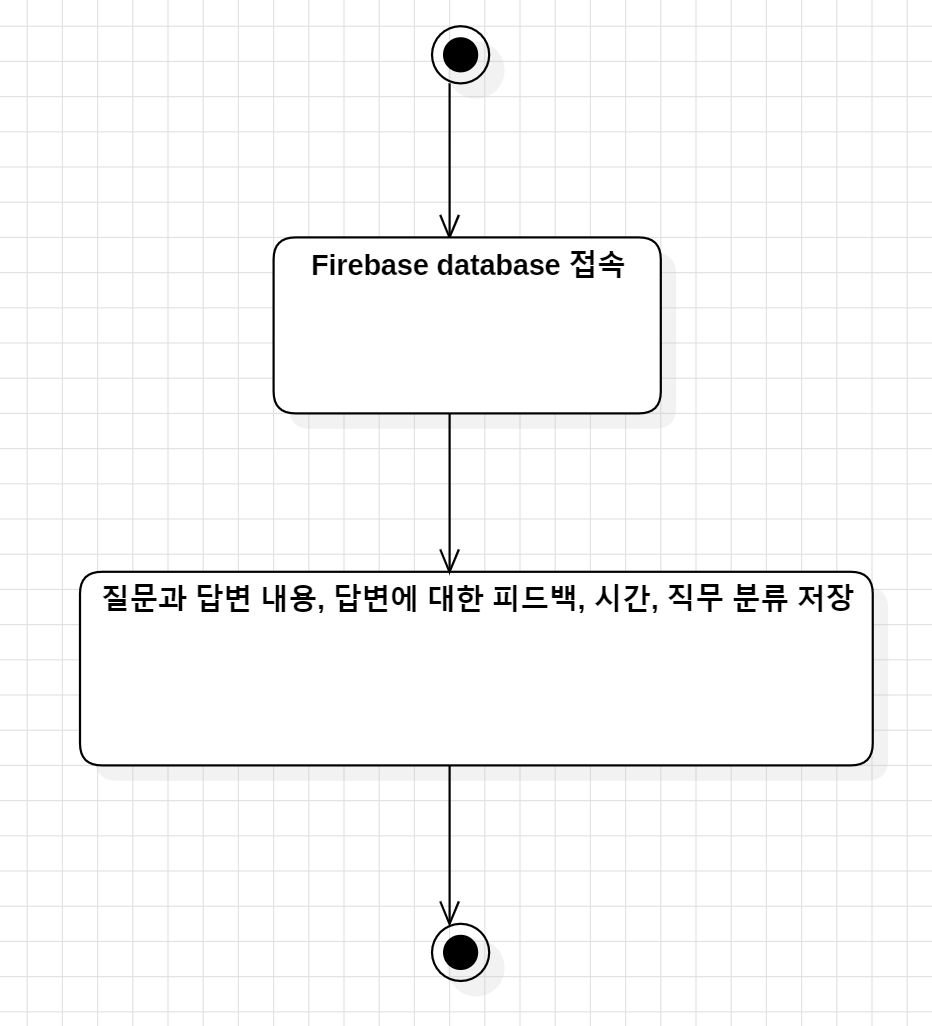 Firebase database 접속
질문과 답변 내용, 답변에 대한 피드백, 시간, 직무 분류 저장